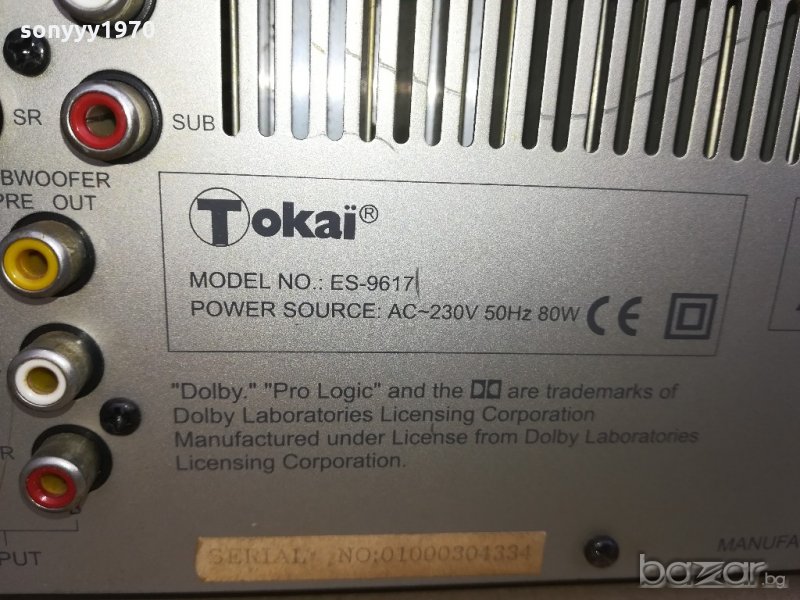 sonyyy1970
SR
SUB
BWOOFER
PRE OUT
Tokaï®
MODEL NO.: ES-9617
POWER SOURCE: AC~230V 50Hz 80W CE
"Dolby." "Pro Logic" and the are trademarks of
Dolby Laboratories Licensing Corporation
Manufactured under License from Dolby Laboratories
Licensing Corporation.
R
PUT
SERIAL NO:01000304334
MANUFA
bazar.bg